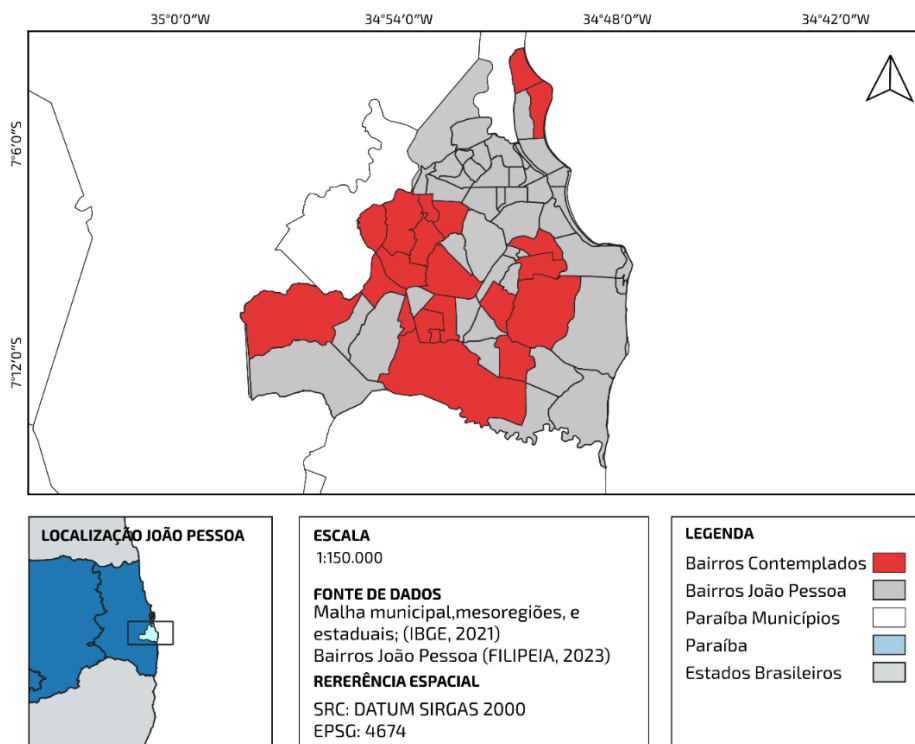 35°0′0″W 34°54′0″W 34°48′0″W 34°42′0″W
7°6′0″S
7°12′0″S
LOCALIZAÇÃO JOÃO PESSOA
ESCALA
1:150.000
FONTE DE DADOS
Malha municipal,mesoregiões, e
estaduais; (IBGE, 2021)
Bairros João Pessoa (FILIPEIA, 2023)
RERERÊNCIA ESPACIAL
SRC: DATUM SIRGAS 2000
EPSG: 4674
LEGENDA
Bairros Contemplados
Bairros João Pessoa
Paraíba Municípios
Paraíba
Estados Brasileiros